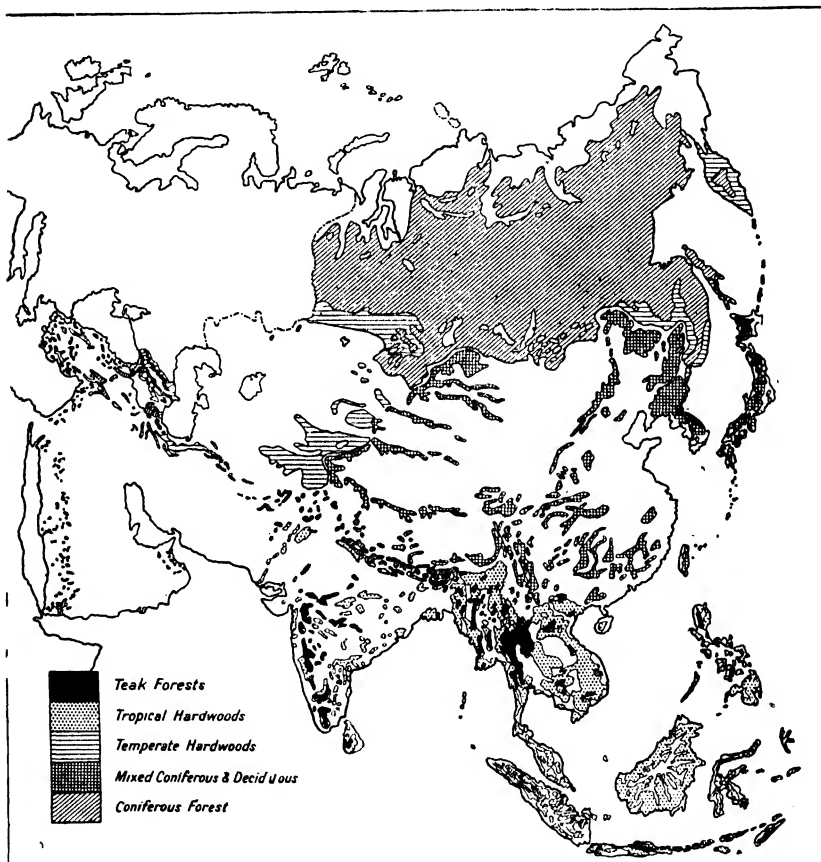 Teak Forests
Tropical Hardwoods
Temperate Hardwoods
Mixed Coniferous & Deciduous
Coniferous Forest